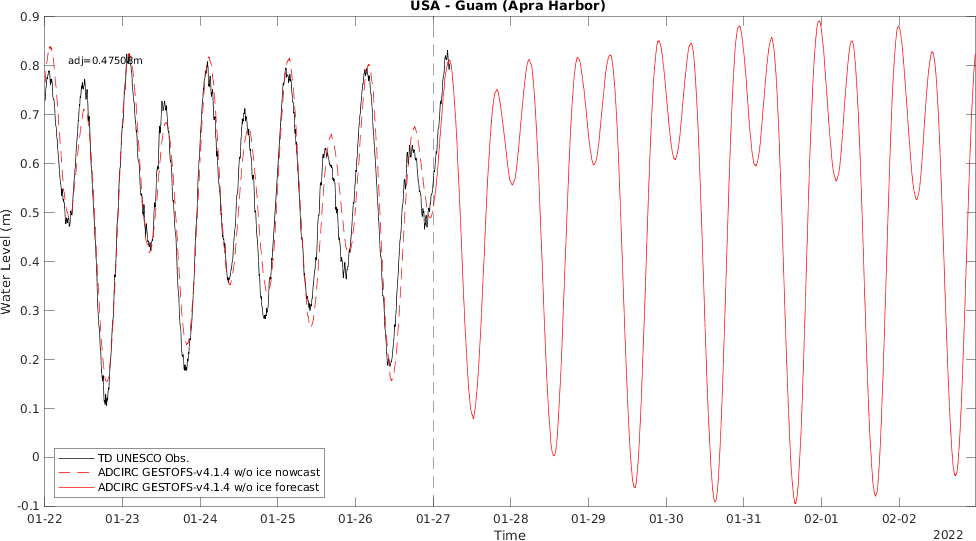 USA - Guam (Apra Harbor)
0.9
0.8
0.7
0.6
0.5
0.4
0.3
0.2
0.1
0
-0.1
Water Level (m)
TD UNESCO Obs.
ADCIRC GESTOFS-v4.1.4 w/o ice nowcast
ADCIRC GESTOFS-v4.1.4 w/o ice forecast
01-22 01-23 01-24 01-25 01-26 01-27 01-28 01-29 01-30 01-31 02-01 02-02
Time
2022